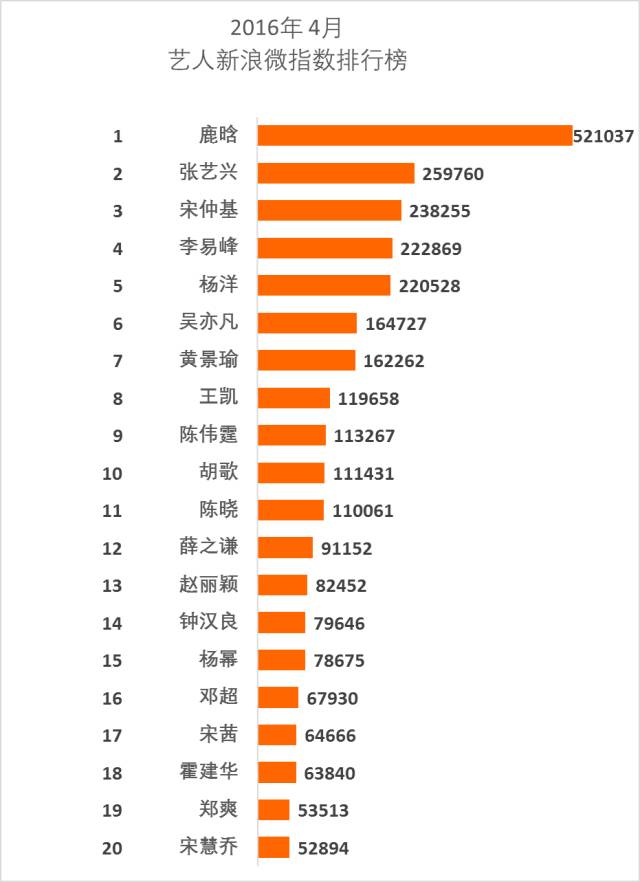 2016年 4月
艺人新浪微指数排行榜
1 鹿晗 521037
2 张艺兴 259760
3 宋仲基 238255
4 李易峰 222869
5 杨洋 220528
6 吴亦凡 164727
7 黄景瑜 162262
8 王凯 119658
9 陈伟霆 113267
10 胡歌 111431
11 陈晓 110061
12 薛之谦 91152
13 赵丽颖 82452
14 钟汉良 79646
15 杨幂 78675
16 邓超 67930
17 宋茜 64666
18 霍建华 63840
19 郑爽 53513
20 宋慧乔 52894